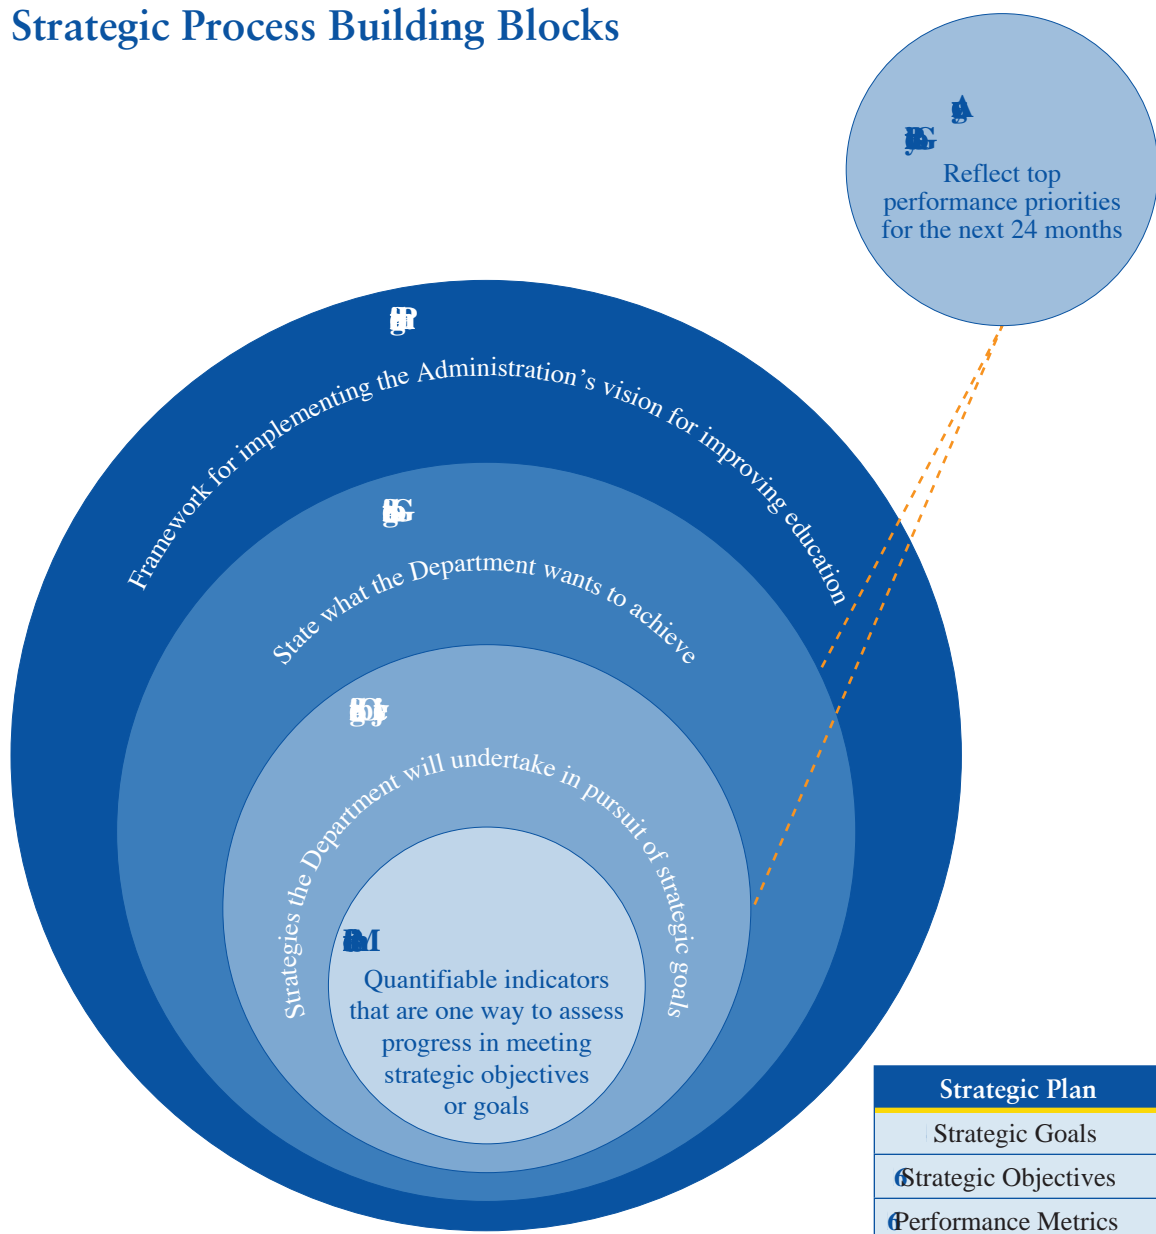 Strategic Process Building Blocks
Reflect top
performance priorities
for the next 24 months
Framework for implementing the Administration’s vision for improving education
State what the Department wants to achieve
Strategies the Department will undertake in pursuit of strategic goals
Quantifiable indicators
that are one way to assess
progress in meeting
strategic objectives
or goals
Strategic Plan
Strategic Goals
Strategic Objectives
Performance Metrics